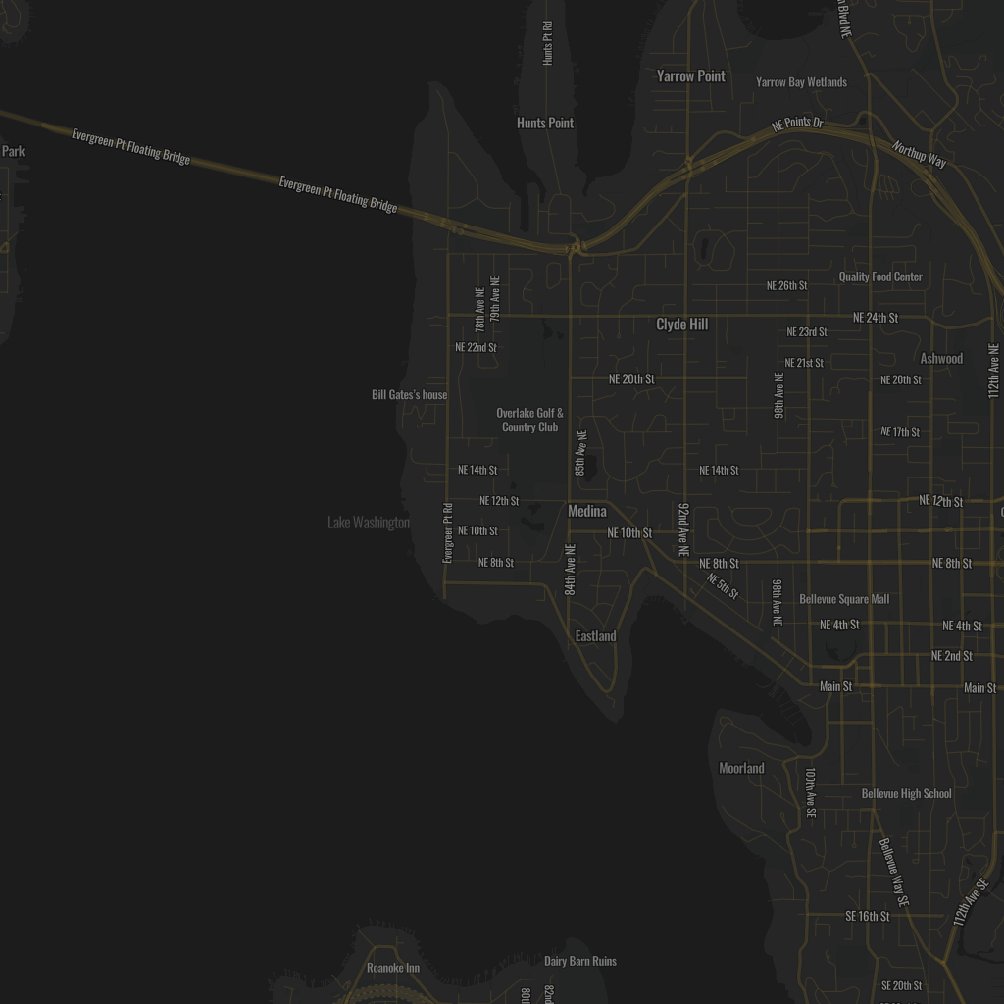 Hunts Pt Rd
Yarrow Point
Yarrow Bay Wetlands
Hunts Point
NE Points Dr
Evergreen Pt Floating Bridge
Park
Northup Way
Evergreen Pt Floating Bridge
78th Ave NE
79th Ave NE
Quality Food Center
NE 26th St
Clyde Hill
NE 24th St
NE 23rd St
NE 22nd St
Ashwood
NE 21st St
112th Ave NE
NE 20th St
NE 20th St
Bill Gates's house
98th Ave NE
Overlake Golf &
Country Club
NE 17th St
85th Ave NE
NE 14th St
NE 14th St
NE 12th St
NE 12th St
Medina
Lake Washington
Evergreen Pt Rd
NE 10th St
NE 10th St
92nd Ave NE
NE 8th St
NE 8th St
NE 8th St
84th Ave NE
NE 5th St
98th Ave NE
Bellevue Square Mall
NE 4th St
NE 4th St
Eastland
NE 2nd St
Main St
Main St
Moorland
100th Ave SE
Bellevue High School
Bellevue Way SE
112th Ave SE
SE 16th St
Roanoke Inn
Dairy Barn Ruins
SE 20th St